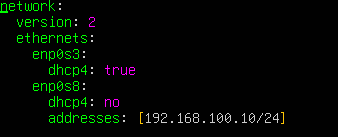 network:
  version: 2
  ethernets:
    enp0s3:
      dhcp4: true
    enp0s8:
      dhcp4: no
      addresses: [192.168.100.10/24]